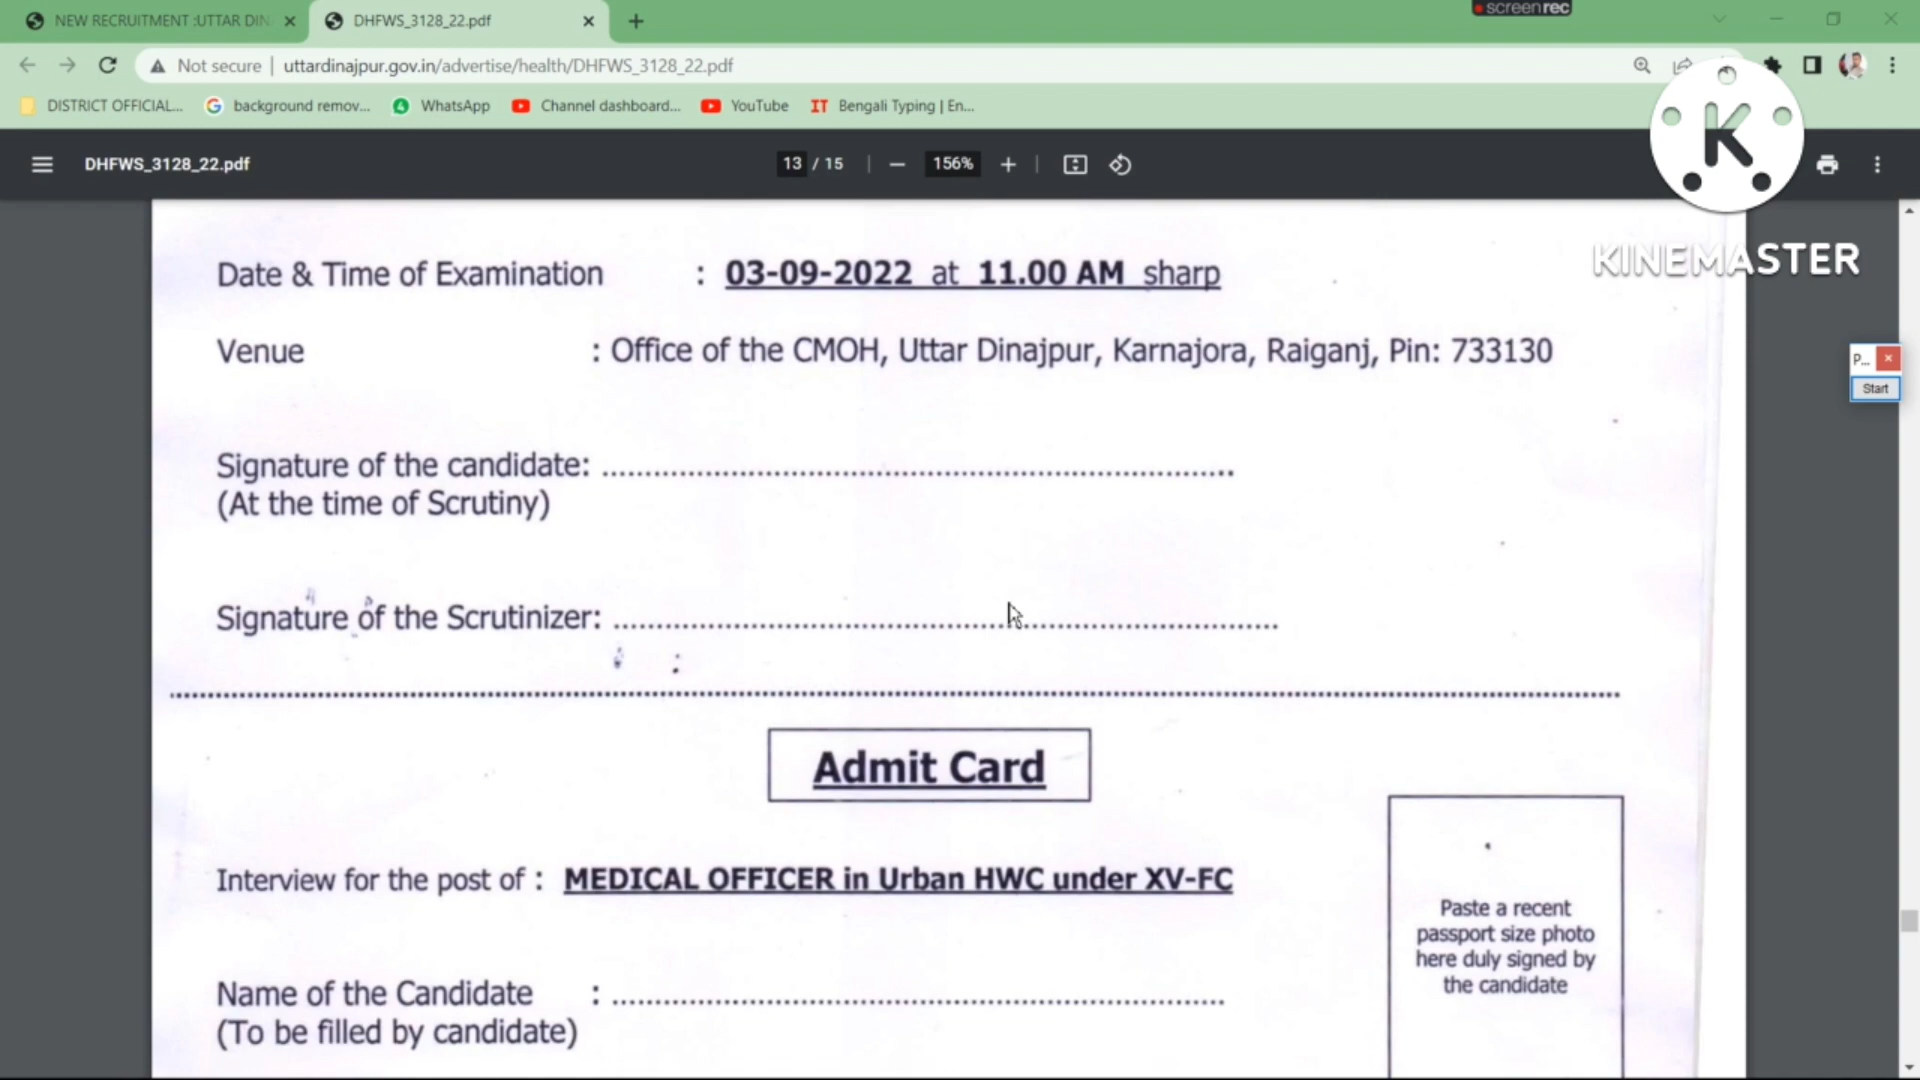 screenrec
NEW RECRUITMENT :UTTAR DIN
DHFWS_3128_22.pdf
Not secure
uttardinajpur.gov.in/advertise/health/DHFWS_3128_22.pdf
DISTRICT OFFICIAL...
background remov...
WhatsApp
Channel dashboard...
YouTube
IT Bengali Typing | En...
DHFWS_3128_22.pdf
13 / 15
156%
K
KINEMASTER
Date & Time of Examination : 03-09-2022 at 11.00 AM sharp
Venue : Office of the CMOH, Uttar Dinajpur, Karnajora, Raiganj, Pin: 733130
P...
Start
Signature of the candidate: ....................
(At the time of Scrutiny)
Signature of the Scrutinizer: ....................
Admit Card
Interview for the post of : MEDICAL OFFICER in Urban HWC under XV-FC
Paste a recent
passport size photo
here duly signed by
the candidate
Name of the Candidate : ....................
(To be filled by candidate)